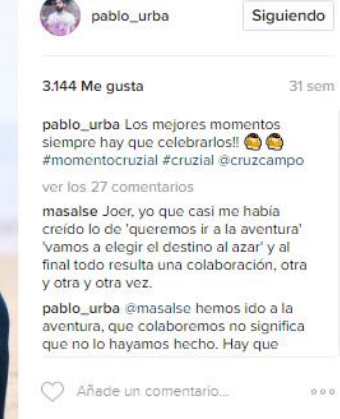 pablo_urba
Siguiendo
3.144 Me gusta
31 sem
pablo_urba Los mejores momentos
siempre hay que celebrarlos!!
#momentocruzial #cruzial @cruzcampo
ver los 27 comentarios
masalse Joer, yo que casi me había
creído lo de 'queremos ir a la aventura'
'vamos a elegir el destino al azar' y al
final todo resulta una colaboración, otra
y otra y otra vez.
pablo_urba @masalse hemos ido a la
aventura, que colaboremos no significa
que no lo hayamos hecho. Hay que
Añade un comentario...